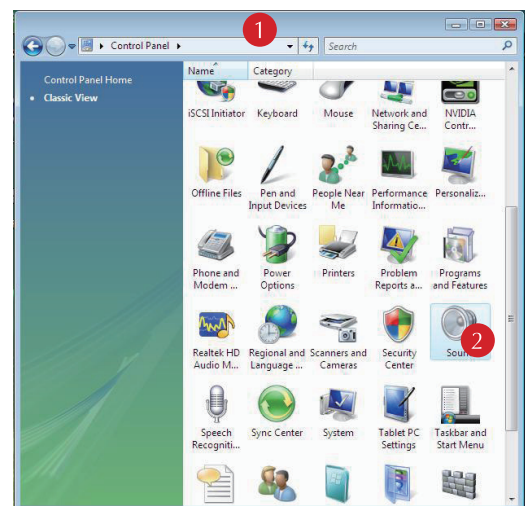 1
Control Panel
Search
Control Panel Home
Classic View
Name
Category
iSCSI Initiator
Keyboard
Mouse
Network and
Sharing Ce...
NVIDIA
Contr...
Offline Files
Pen and
Input Devices
People Near
Me
Performance
Informatio...
Personaliz...
Phone and
Modem ...
Power
Options
Printers
Problem
Reports a...
Programs
and Features
Realtek HD
Audio M...
Regional and
Language ...
Scanners and
Cameras
Security
Center
Soun
2
Speech
Recogniti...
Sync Center
System
Tablet PC
Settings
Taskbar and
Start Menu